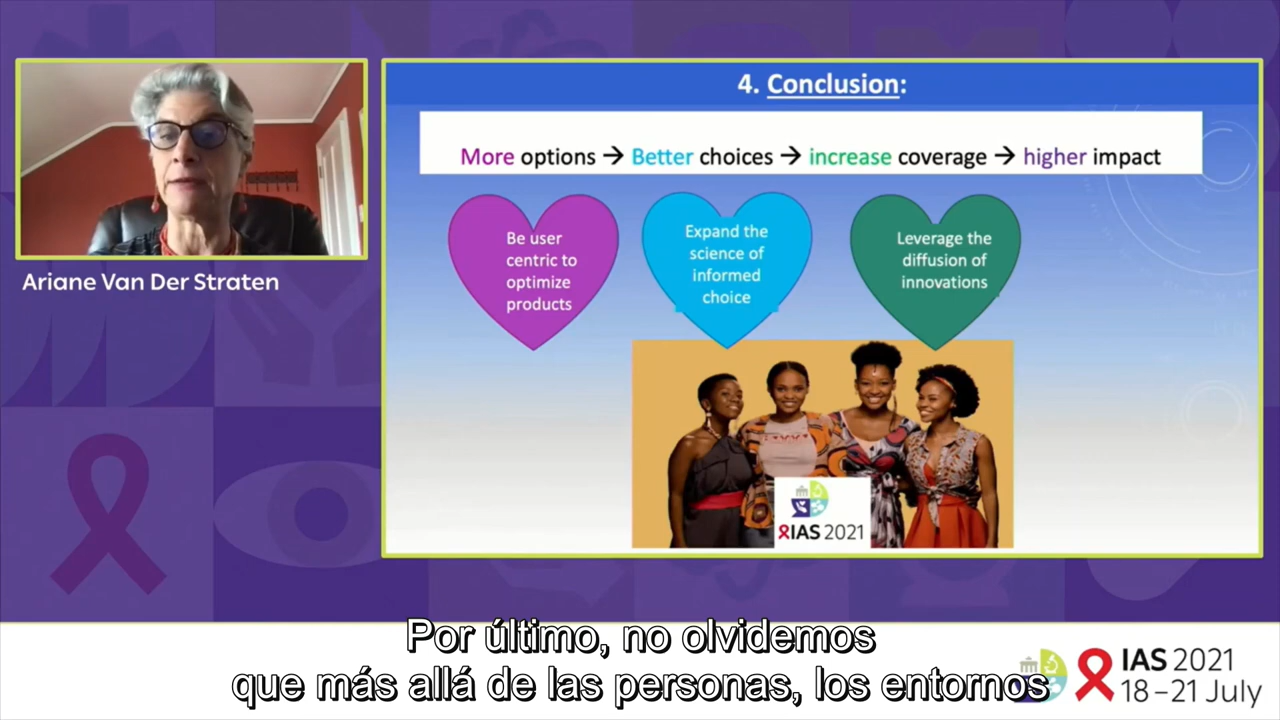 4. Conclusion:
More options → Better choices → increase coverage → higher impact
Be user
centric to
optimize
products
Expand the
science of
informed
choice
Leverage the
diffusion of
innovations
Ariane Van Der Straten
IAS 2021
Por último, no olvidemos
que más allá de las personas, los entornos
IAS 2021
18 – 21 July